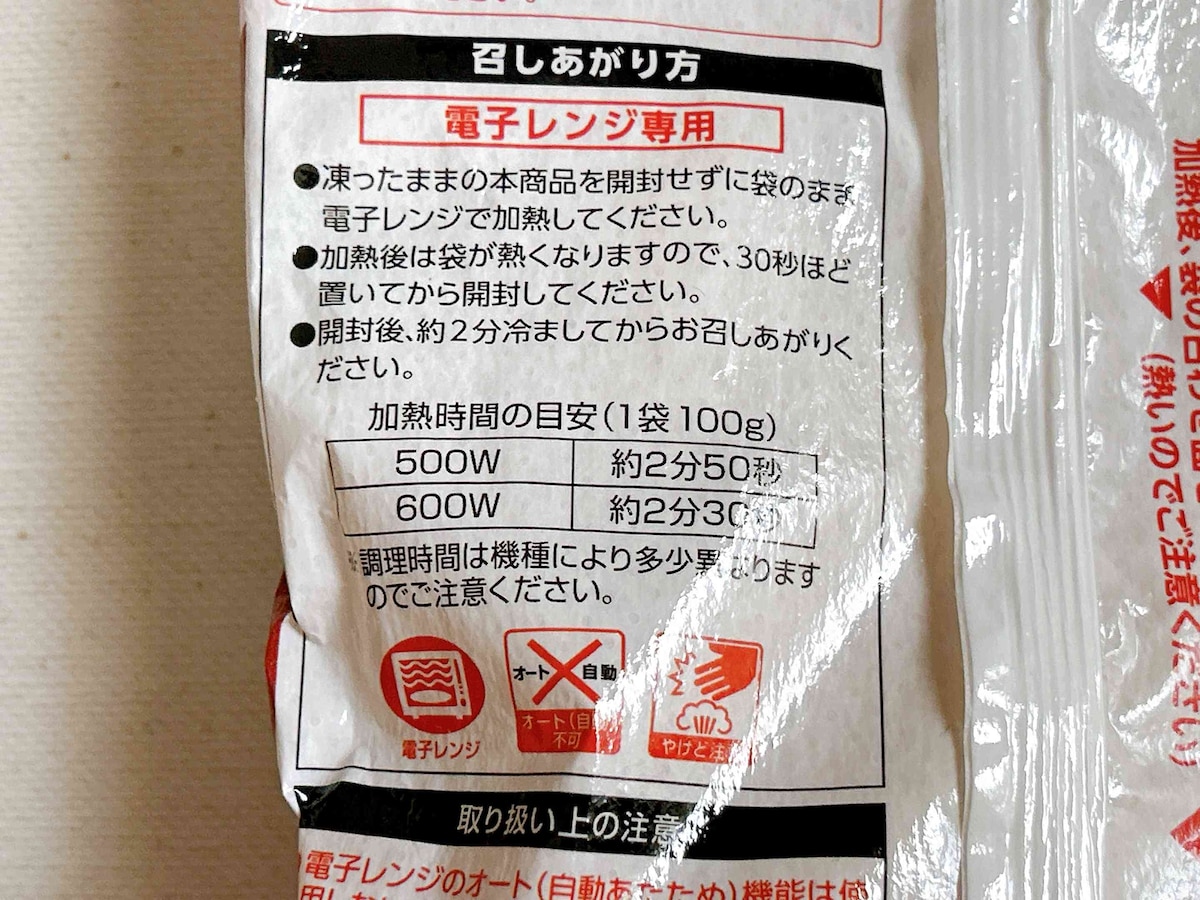 召しあがり方
電子レンジ専用
●凍ったままの本商品を開封せずに袋のまま
電子レンジで加熱してください。
●加熱後は袋が熱くなりますので、30秒ほど
置いてから開封してください。
●開封後、約2分冷ましてからお召しあがりく
ださい。
加熱時間の目安(1袋 100g)
500W 約2分50秒
600W 約2分30秒
※調理時間は機種により多少異なります
のでご注意ください。
電子レンジ
オート 自動
オート(自動)
不可
やけど注意
取り扱い上の注意
電子レンジのオート(自動あたため)機能は使
加熱後、袋の
(熱いのでご注意ください)